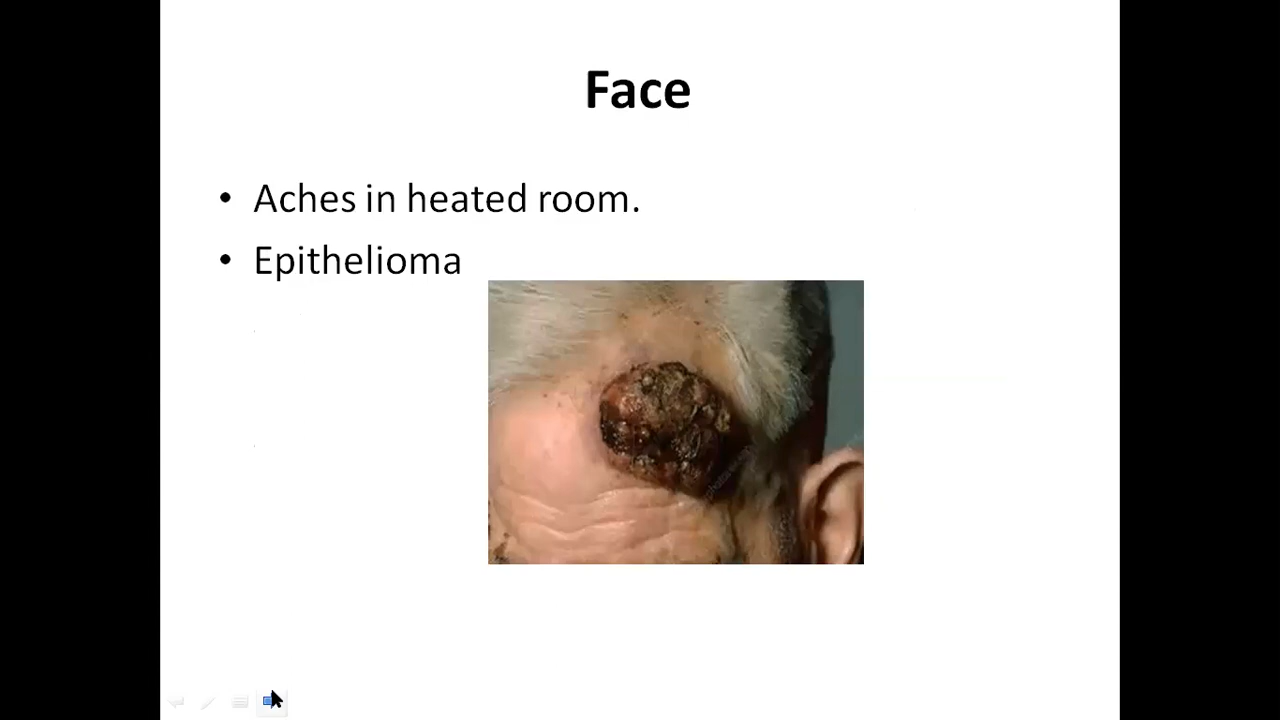 Face
• Aches in heated room.
• Epithelioma